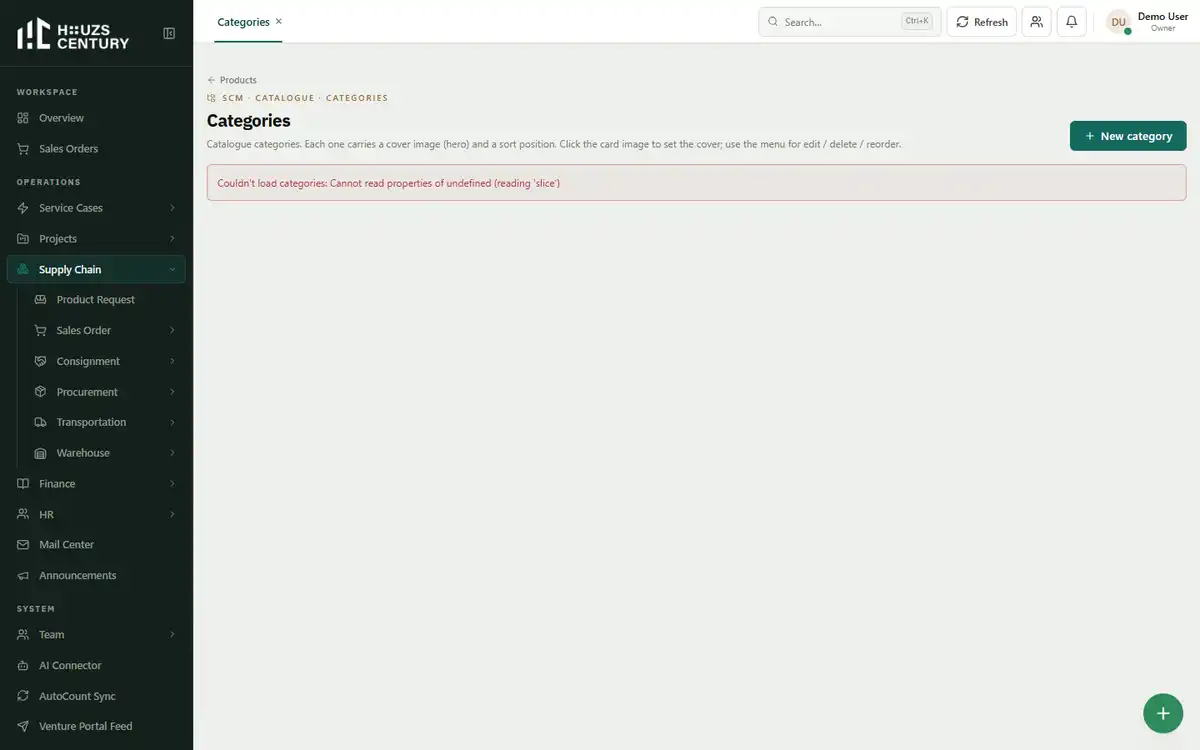 HOUZS
CENTURY
WORKSPACE
Overview
Sales Orders
OPERATIONS
Service Cases
Projects
Supply Chain
Product Request
Sales Order
Consignment
Procurement
Transportation
Warehouse
Finance
HR
Mail Center
Announcements
SYSTEM
Team
AI Connector
AutoCount Sync
Venture Portal Feed
Categories ×
Search... Ctrl+K
Refresh
DU
Demo User
Owner
← Products
SCM · CATALOGUE · CATEGORIES
Categories
Catalogue categories. Each one carries a cover image (hero) and a sort position. Click the card image to set the cover; use the menu for edit / delete / reorder.
+ New category
Couldn't load categories: Cannot read properties of undefined (reading 'slice')
+